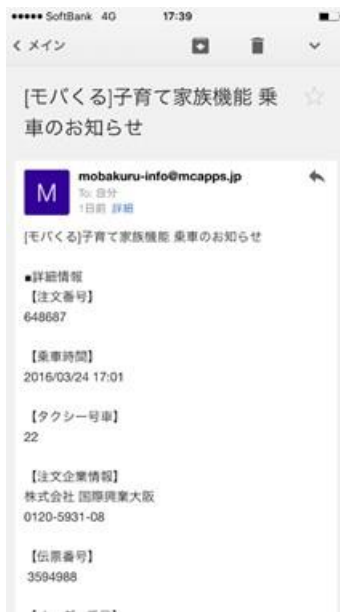 SoftBank 4G 17:39
メイン
[モバくる]子育て家族機能 乗
車のお知らせ
M
mobakuru-info@mcapps.jp
To: 自分
1日前 詳細
[モバくる]子育て家族機能 乗車のお知らせ
■詳細情報
【注文番号】
648687
【乗車時間】
2016/03/24 17:01
【タクシー号車】
22
【注文企業情報】
株式会社 国際興業大阪
0120-5931-08
【伝票番号】
3594988